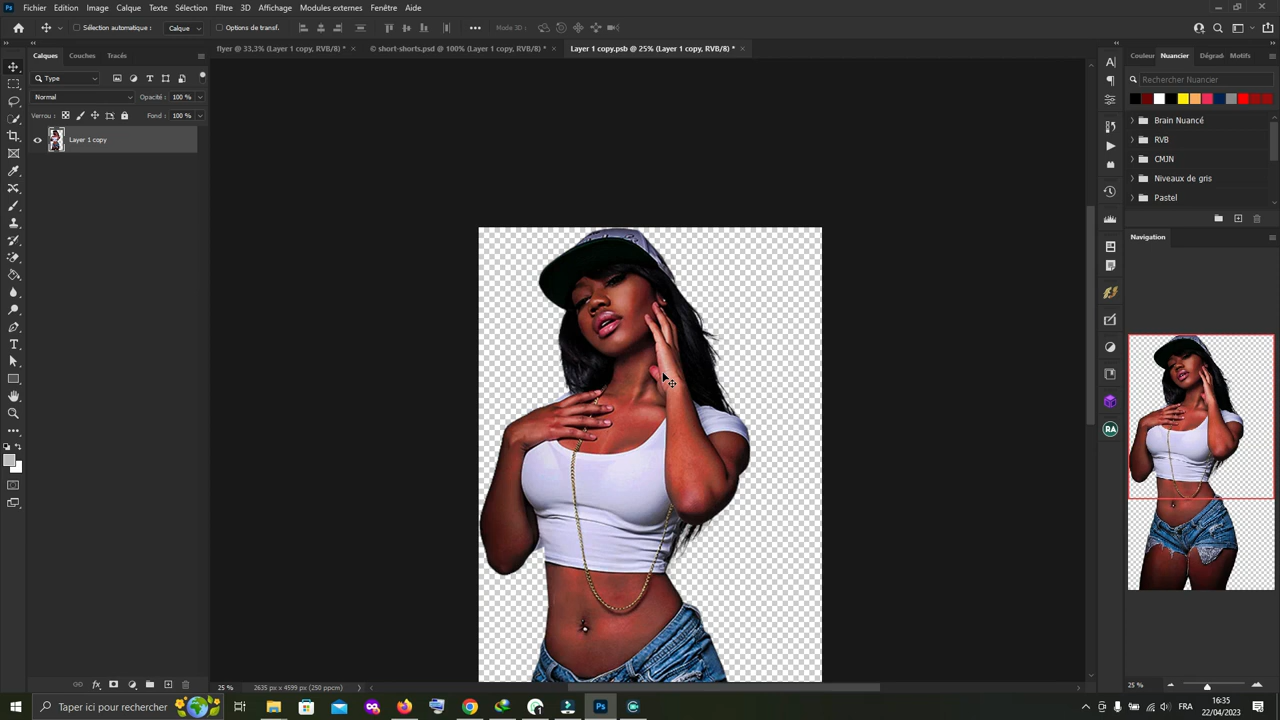 Fichier Edition Image Calque Texte Sélection Filtre 3D Affichage Modules externes Fenêtre Aide
Sélection automatique : Calque Options de transf. Mode 3D :
flyer @ 33,3% (Layer 1 copy, RVB/8) * × © short-shorts.psd @ 100% (Layer 1 copy, RVB/8) * × Layer 1 copy.psb @ 25% (Layer 1 copy, RVB/8) * ×
Calques Couches Tracés
Type
Normal Opacité : 100 %
Verrou : Fond : 100 %
Layer 1 copy
Couleur Nuancier Dégradé Motifs
Rechercher Nuancier
Brain Nuancé
RVB
CMJN
Niveaux de gris
Pastel
Navigation
25 %
25 % 2635 px x 4599 px (250 ppcm)
Taper ici pour rechercher
FRA
16:35
22/04/2023